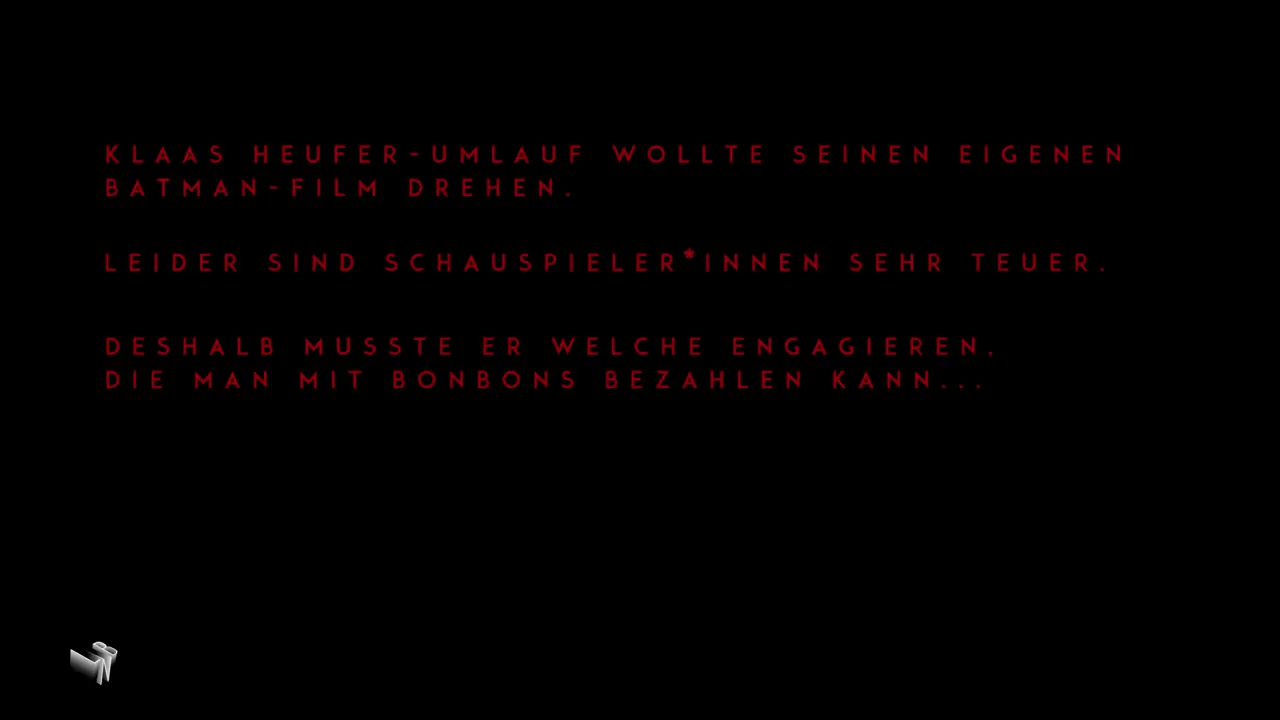 KLAAS HEUFER-UMLAUF WOLLTE SEINEN EIGENEN
BATMAN-FILM DREHEN.
LEIDER SIND SCHAUSPIELER*INNEN SEHR TEUER.
DESHALB MUSSTE ER WELCHE ENGAGIEREN,
DIE MAN MIT BONBONS BEZAHLEN KANN...